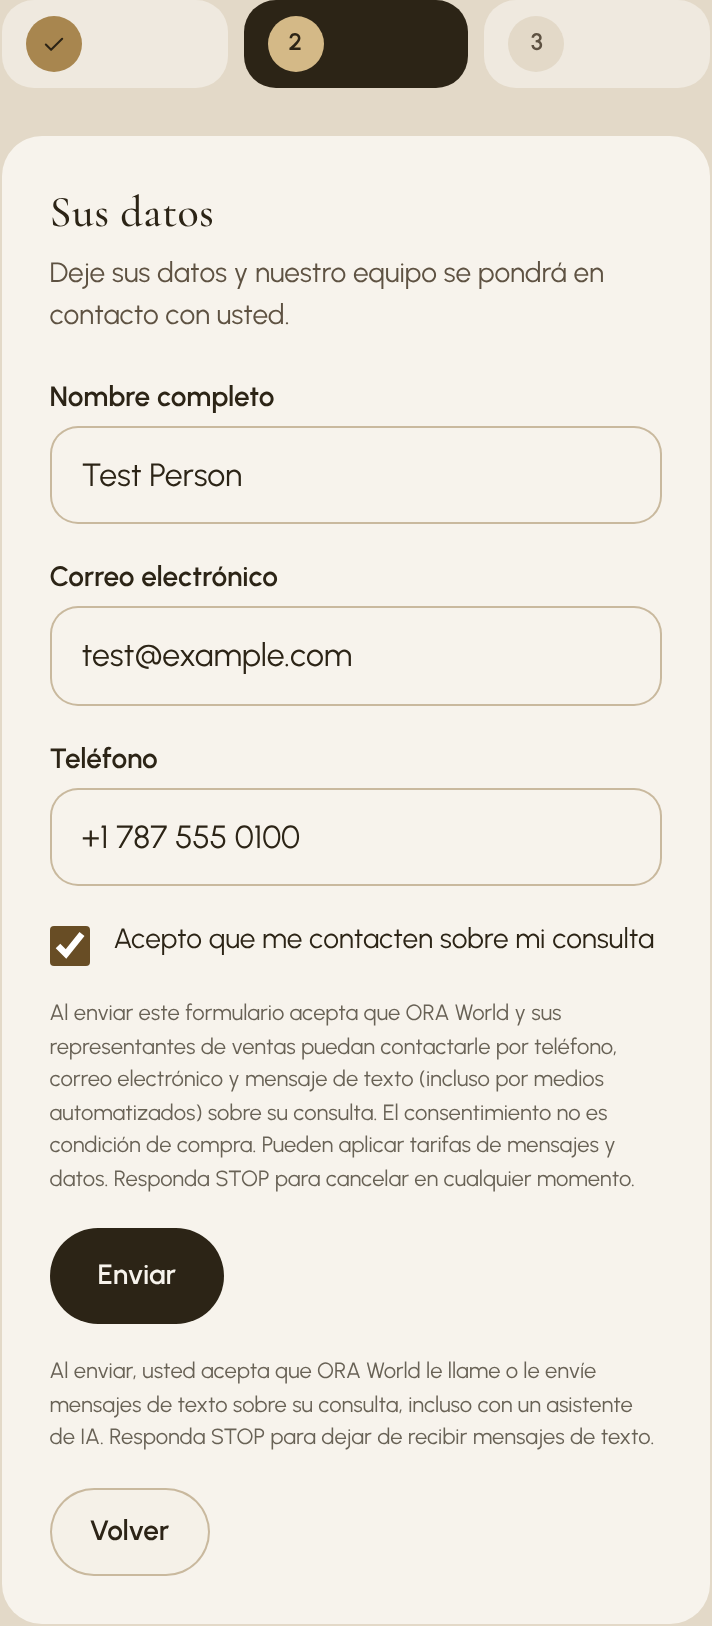 2
3
Sus datos
Deje sus datos y nuestro equipo se pondrá en
contacto con usted.
Nombre completo
Test Person
Correo electrónico
test@example.com
Teléfono
+1 787 555 0100
Acepto que me contacten sobre mi consulta
Al enviar este formulario acepta que ORA World y sus
representantes de ventas puedan contactarle por teléfono,
correo electrónico y mensaje de texto (incluso por medios
automatizados) sobre su consulta. El consentimiento no es
condición de compra. Pueden aplicar tarifas de mensajes y
datos. Responda STOP para cancelar en cualquier momento.
Enviar
Al enviar, usted acepta que ORA World le llame o le envíe
mensajes de texto sobre su consulta, incluso con un asistente
de IA. Responda STOP para dejar de recibir mensajes de texto.
Volver